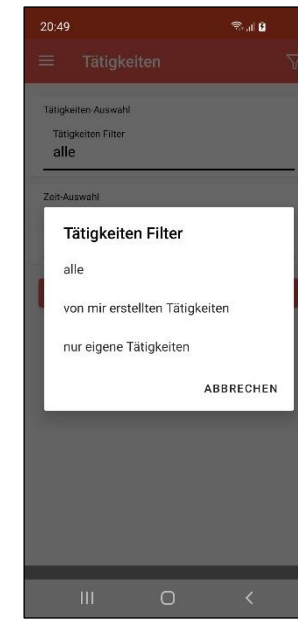 20:49
Tätigkeiten
Tätigkeiten-Auswahl
Tätigkeiten Filter
alle
Zeit-Auswahl
Tätigkeiten Filter
alle
von mir erstellten Tätigkeiten
nur eigene Tätigkeiten
ABBRECHEN